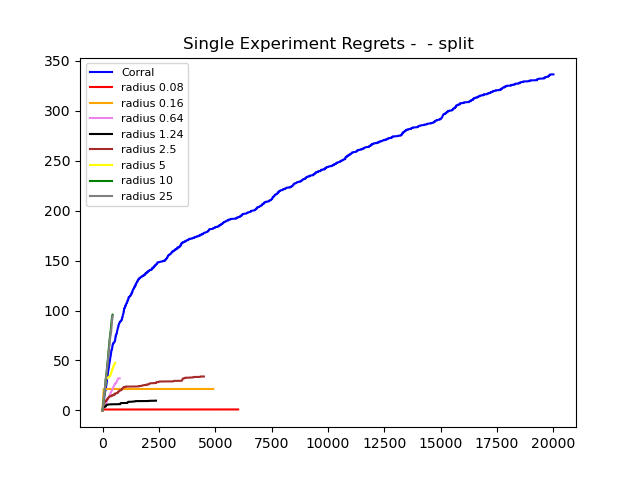 Single Experiment Regrets -  - split
350
300
250
200
150
100
50
0
Corral
radius 0.08
radius 0.16
radius 0.64
radius 1.24
radius 2.5
radius 5
radius 10
radius 25
0 2500 5000 7500 10000 12500 15000 17500 20000